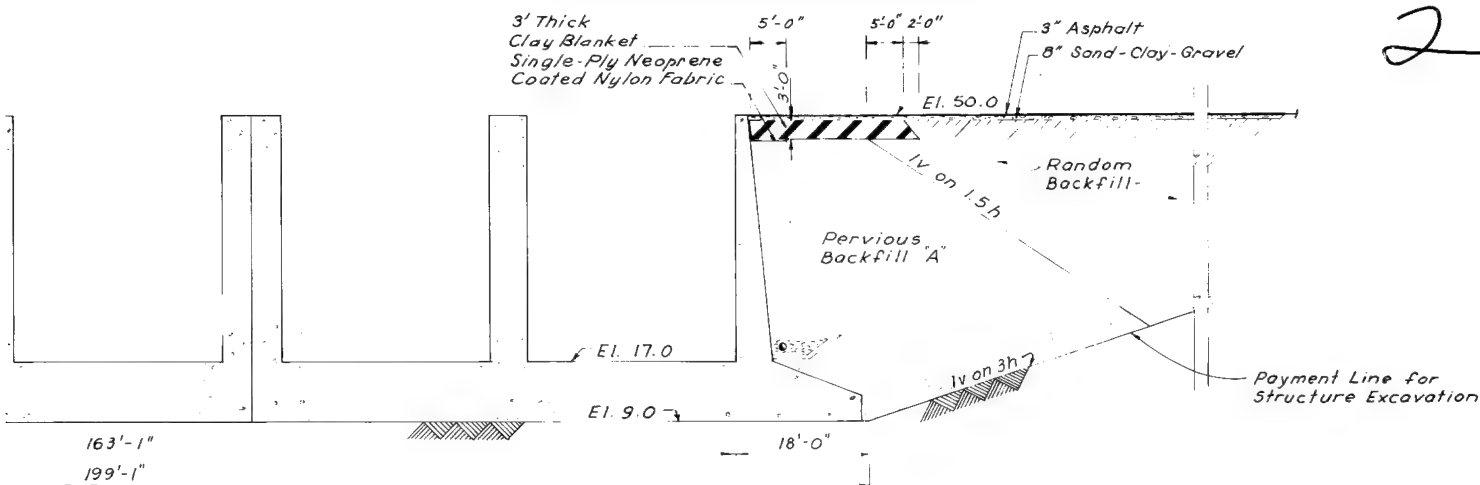 2
3' Thick
Clay Blanket
Single-Ply Neoprene
Coated Nylon Fabric
5'-0"
5'-0"
2'-0"
3'-0"
3" Asphalt
8" Sand-Clay-Gravel
El. 50.0
1v on 1.5h
Random
Backfill
Pervious
Backfill "A"
El. 17.0
1v on 3h
Payment Line for
Structure Excavation
El. 9.0
18'-0"
163'-1"
199'-1"